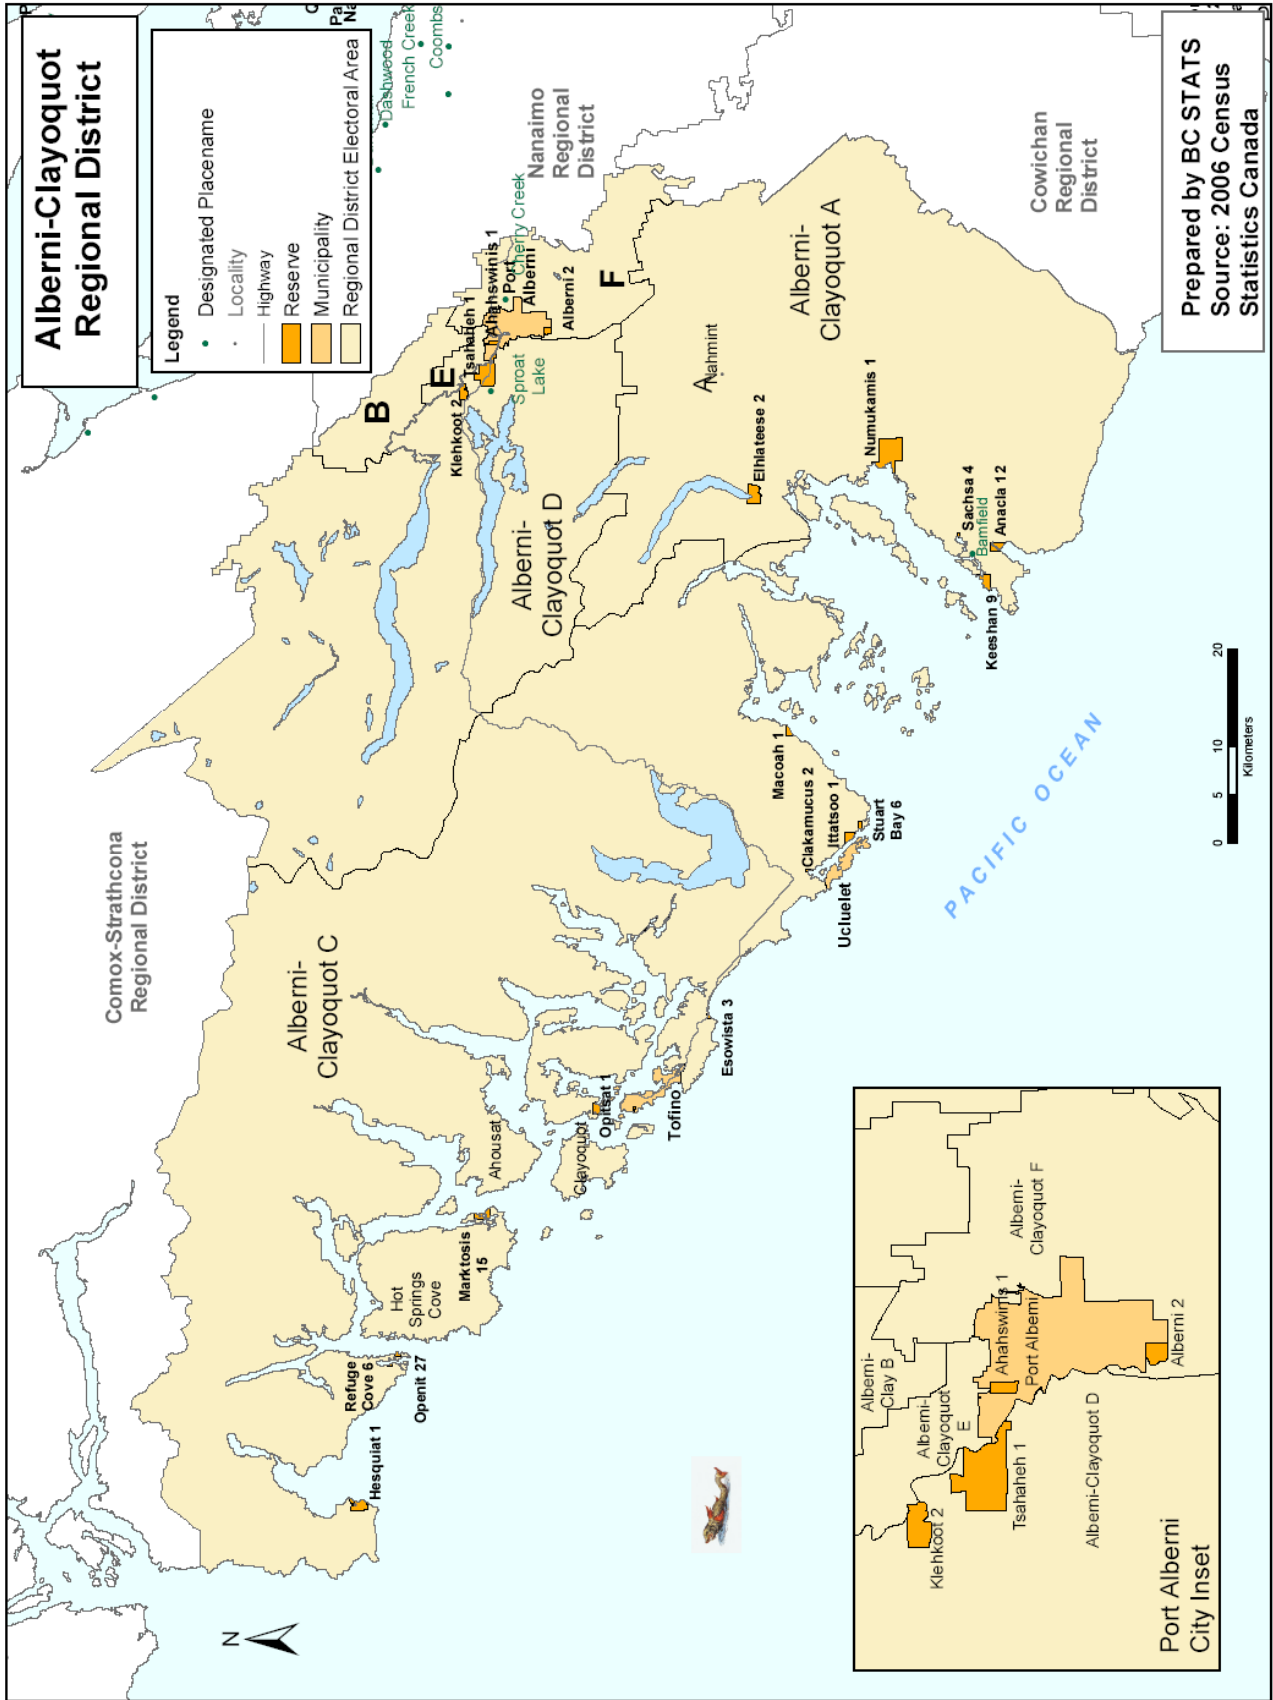 Alberni-Clayoquot
Regional District
Legend
Designated Placename
Locality
Highway
Reserve
Municipality
Regional District Electoral Area
Dashwood
French Creek
Coombs
Nanaimo
Regional
District
Cowichan
Regional
District
Comox-Strathcona
Regional District
B
E
F
Tsahaheh 1
Ahahswinis 1
Port
Alberni
Cherry Creek
Alberni 2
Klehkoot 2
Sproat
Lake
Alberni-
Clayoquot D
Alberni-
Clayoquot A
A
Nahmint
Elhlateese 2
Numukamis 1
Sachsa 4
Bamfield
Anacla 12
Keeshan 9
Alberni-
Clayoquot C
Macoah 1
Clakamucus 2
Ittatsoo 1
Stuart
Bay 6
Ucluelet
Esowista 3
Tofino
Opitsat 1
Clayoquot
Ahousat
Marktosis
15
Hot
Springs
Cove
Refuge
Cove 6
Openit 27
Hesquiat 1
N
PACIFIC OCEAN
0 5 10 20
Kilometers
Port Alberni
City Inset
Klehkoot 2
Tsahaheh 1
Alberni-
Clay B
Alberni-
Clayoquot
E
Ahahswinis 1
Port Alberni
Alberni-
Clayoquot F
Alberni 2
Alberni-Clayoquot D
Prepared by BC STATS
Source: 2006 Census
Statistics Canada